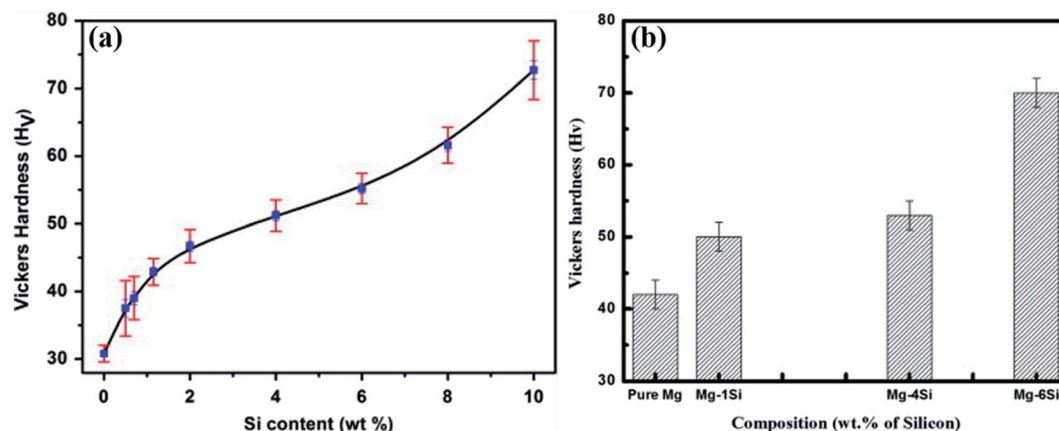 (a)
Vickers Hardness (Hv)
80
70
60
50
40
30
0
2
4
6
8
10
Si content (wt %)
(b)
Vickers hardness (Hv)
80
70
60
50
40
30
Pure Mg
Mg-1Si
Mg-4Si
Mg-6Si
Composition (wt.% of Silicon)